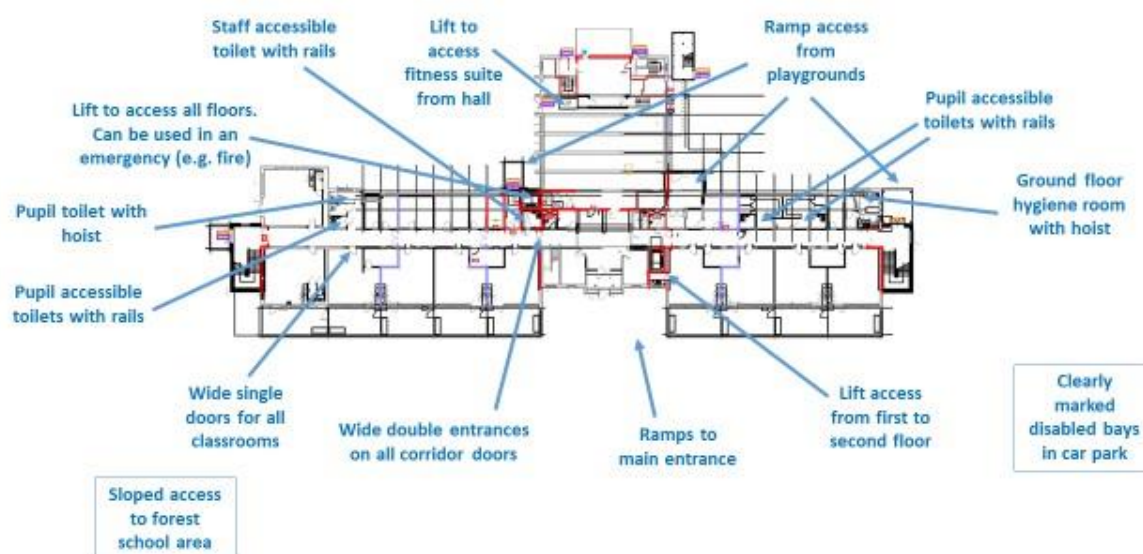 Staff accessible
toilet with rails
Lift to
access
fitness suite
from hall
Ramp access
from
playgrounds
Lift to access all floors.
Can be used in an
emergency (e.g. fire)
Pupil accessible
toilets with rails
Pupil toilet with
hoist
Ground floor
hygiene room
with hoist
Pupil accessible
toilets with rails
Wide single
doors for all
classrooms
Wide double entrances
on all corridor doors
Ramps to
main entrance
Lift access
from first to
second floor
Clearly
marked
disabled bays
in car park
Sloped access
to forest
school area